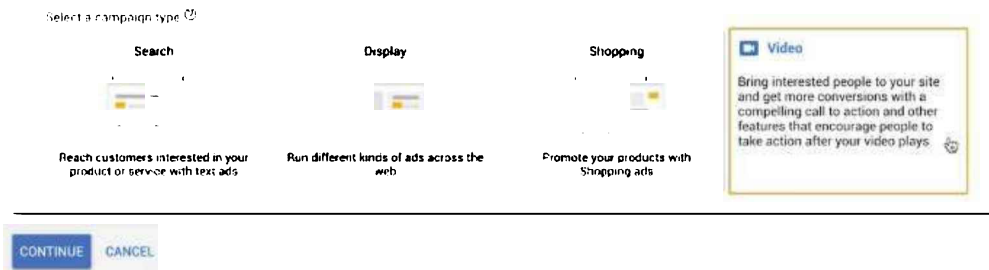 Select a campaign type
Search
Display
Shopping
Video
Reach customers interested in your
product or service with text ads
Run different kinds of ads across the
web
Promote your products with
Shopping ads
Bring interested people to your site
and get more conversions with a
compelling call to action and other
features that encourage people to
take action after your video plays
CONTINUE CANCEL